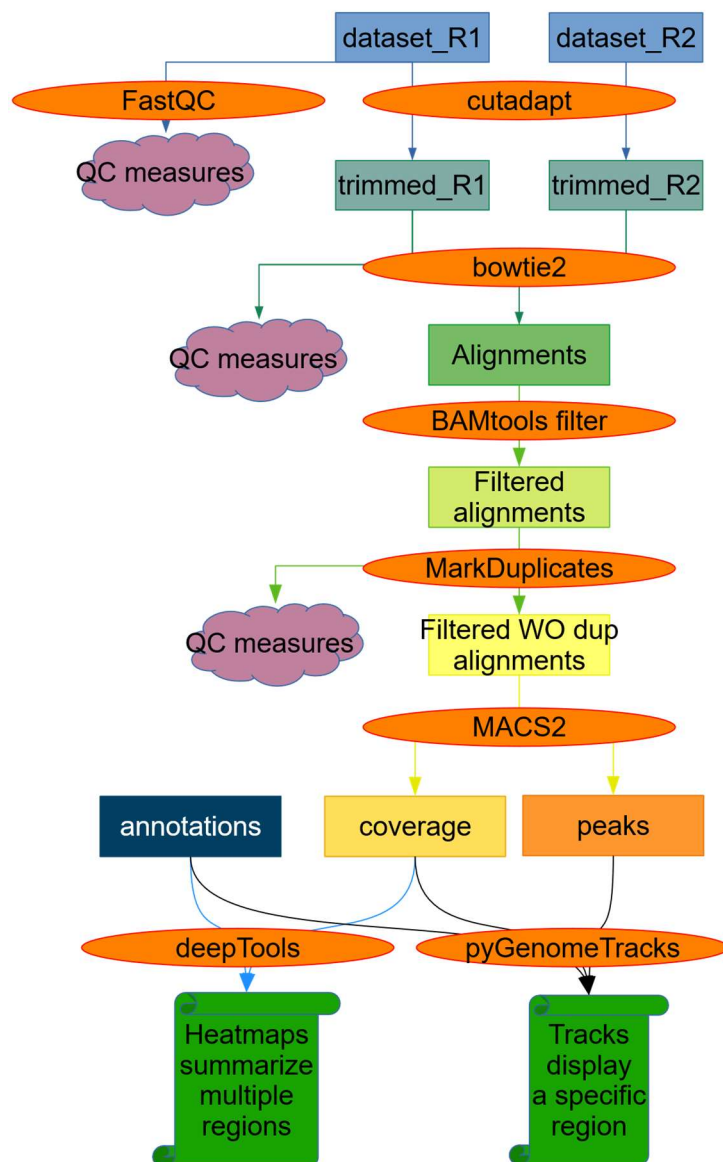 dataset_R1
dataset_R2
FastQC
cutadapt
QC measures
trimmed_R1
trimmed_R2
bowtie2
QC measures
Alignments
BAMtools filter
Filtered
alignments
MarkDuplicates
QC measures
Filtered WO dup
alignments
MACS2
annotations
coverage
peaks
deepTools
pyGenomeTracks
Heatmaps
summarize
multiple
regions
Tracks
display
a specific
region